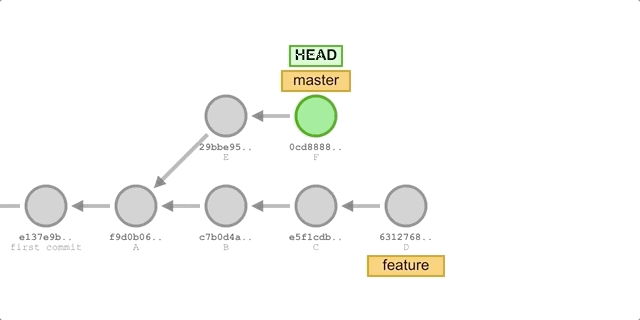 HEAD
master
29bbe95..
E
0cd8888..
F
e137e9b..
first commit
f9d0b06..
A
c7b0d4a..
B
e5f1cdb..
C
6312768..
D
feature